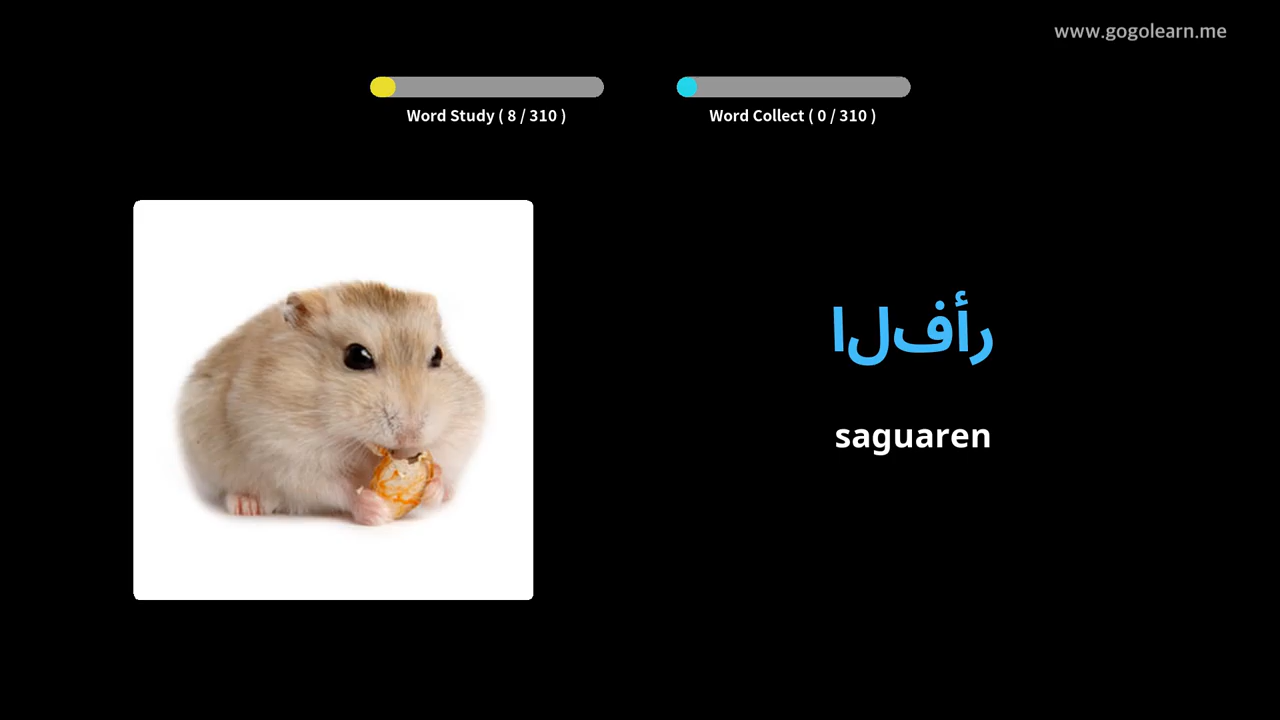 www.gogolearn.me
Word Study ( 8 / 310 )
Word Collect ( 0 / 310 )
رأفلا
saguaren